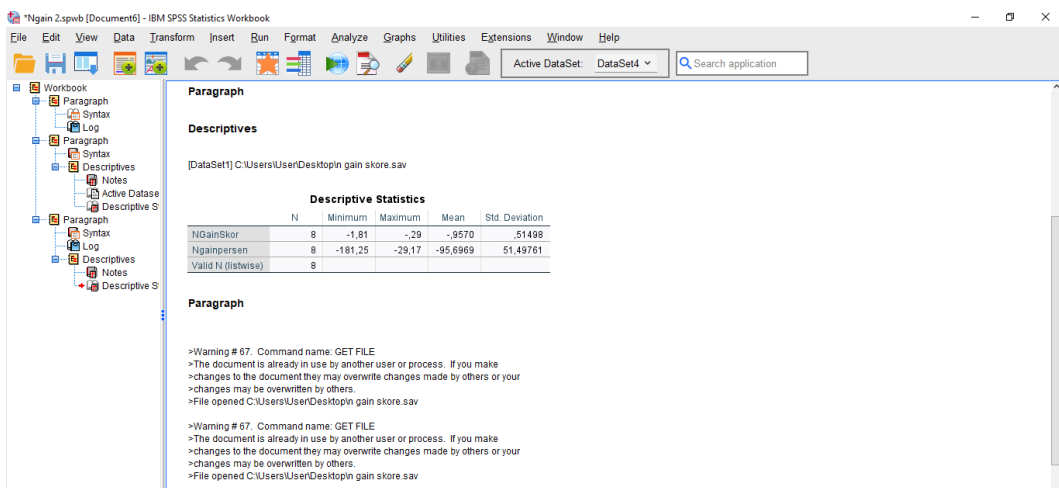 *Ngain 2.spwb [Document6] - IBM SPSS Statistics Workbook
File Edit View Data Transform Insert Run Format Analyze Graphs Utilities Extensions Window Help
Active DataSet: DataSet4 Search application
Workbook
Paragraph
Syntax
Log
Paragraph
Syntax
Descriptives
Notes
Active Datase
Descriptive S
Paragraph
Syntax
Log
Descriptives
Notes
Descriptive S
Paragraph
Descriptives
[DataSet1] C:\Users\User\Desktop\n gain skore.sav
Descriptive Statistics
N Minimum Maximum Mean Std. Deviation
NGainSkor 8 -1,81 -,29 -,9570 ,51498
Ngainpersen 8 -181,25 -29,17 -95,6969 51,49761
Valid N (listwise) 8
Paragraph
>Warning # 67. Command name: GET FILE
>The document is already in use by another user or process. If you make
>changes to the document they may overwrite changes made by others or your
>changes may be overwritten by others.
>File opened C:\Users\User\Desktop\n gain skore.sav
>Warning # 67. Command name: GET FILE
>The document is already in use by another user or process. If you make
>changes to the document they may overwrite changes made by others or your
>changes may be overwritten by others.
>File opened C:\Users\User\Desktop\n gain skore.sav